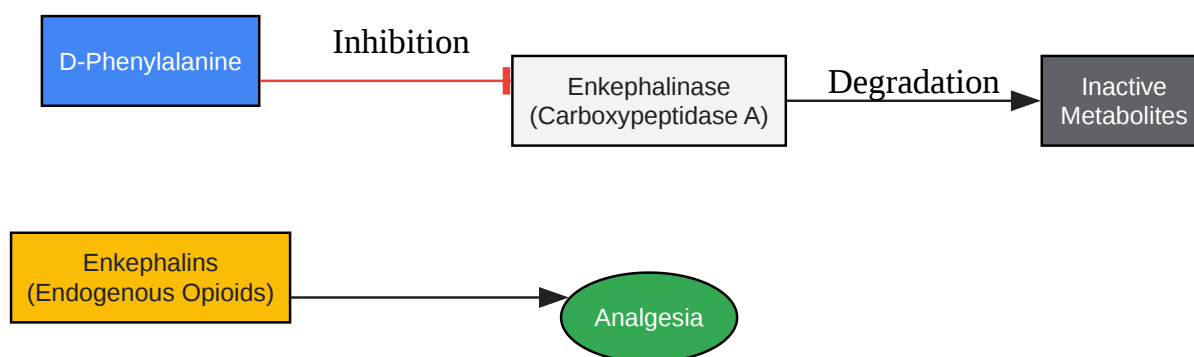 D-Phenylalanine
Inhibition
Enkephalinase
(Carboxypeptidase A)
Degradation
Inactive
Metabolites
Enkephalins
(Endogenous Opioids)
Analgesia